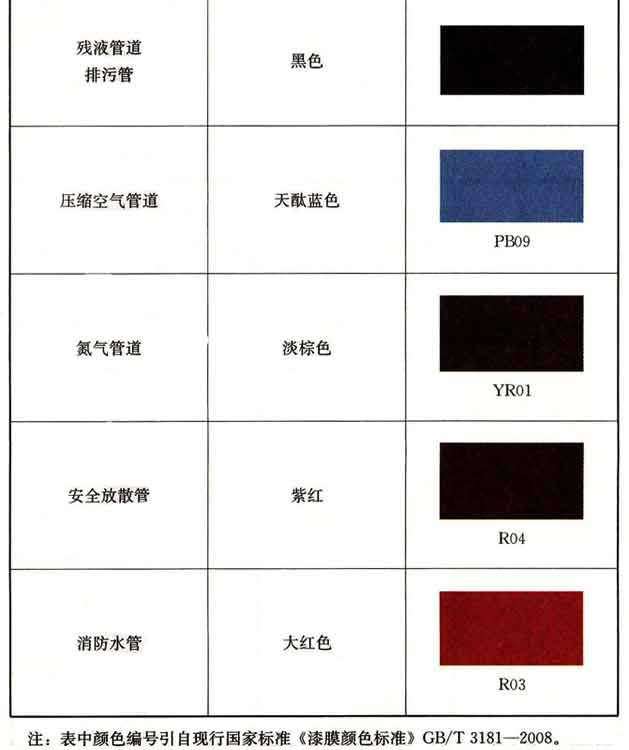 残液管道
排污管
黑色
压缩空气管道
天酞蓝色
PB09
氮气管道
淡棕色
YR01
安全放散管
紫红
R04
消防水管
大红色
R03
注：表中颜色编号引自现行国家标准《漆膜颜色标准》GB/T 3181—2008。